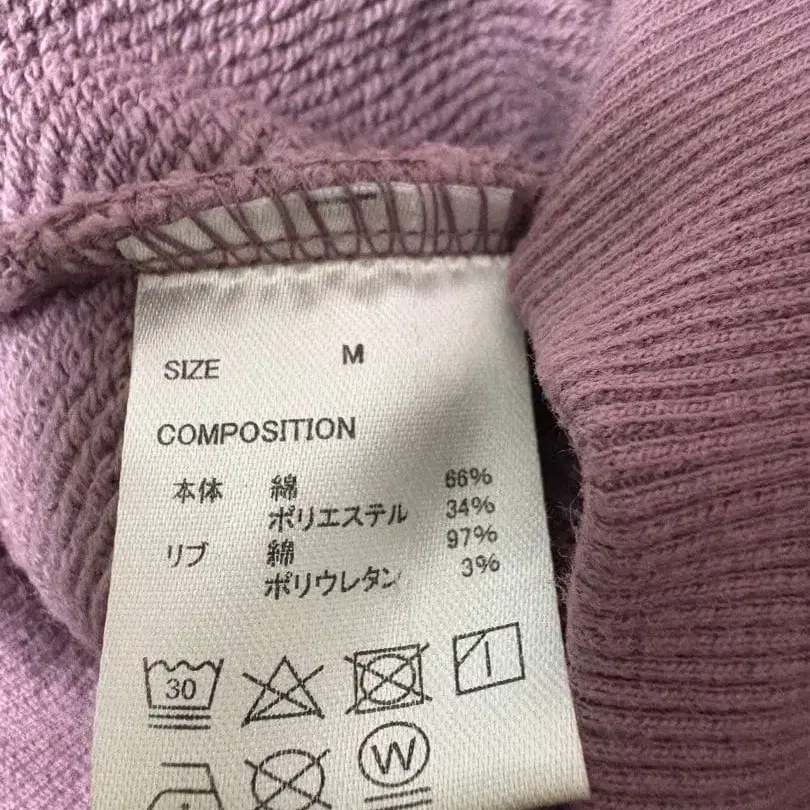 SIZE M
COMPOSITION
本体 綿 66%
ポリエステル 34%
リブ 綿 97%
ポリウレタン 3%
30
W